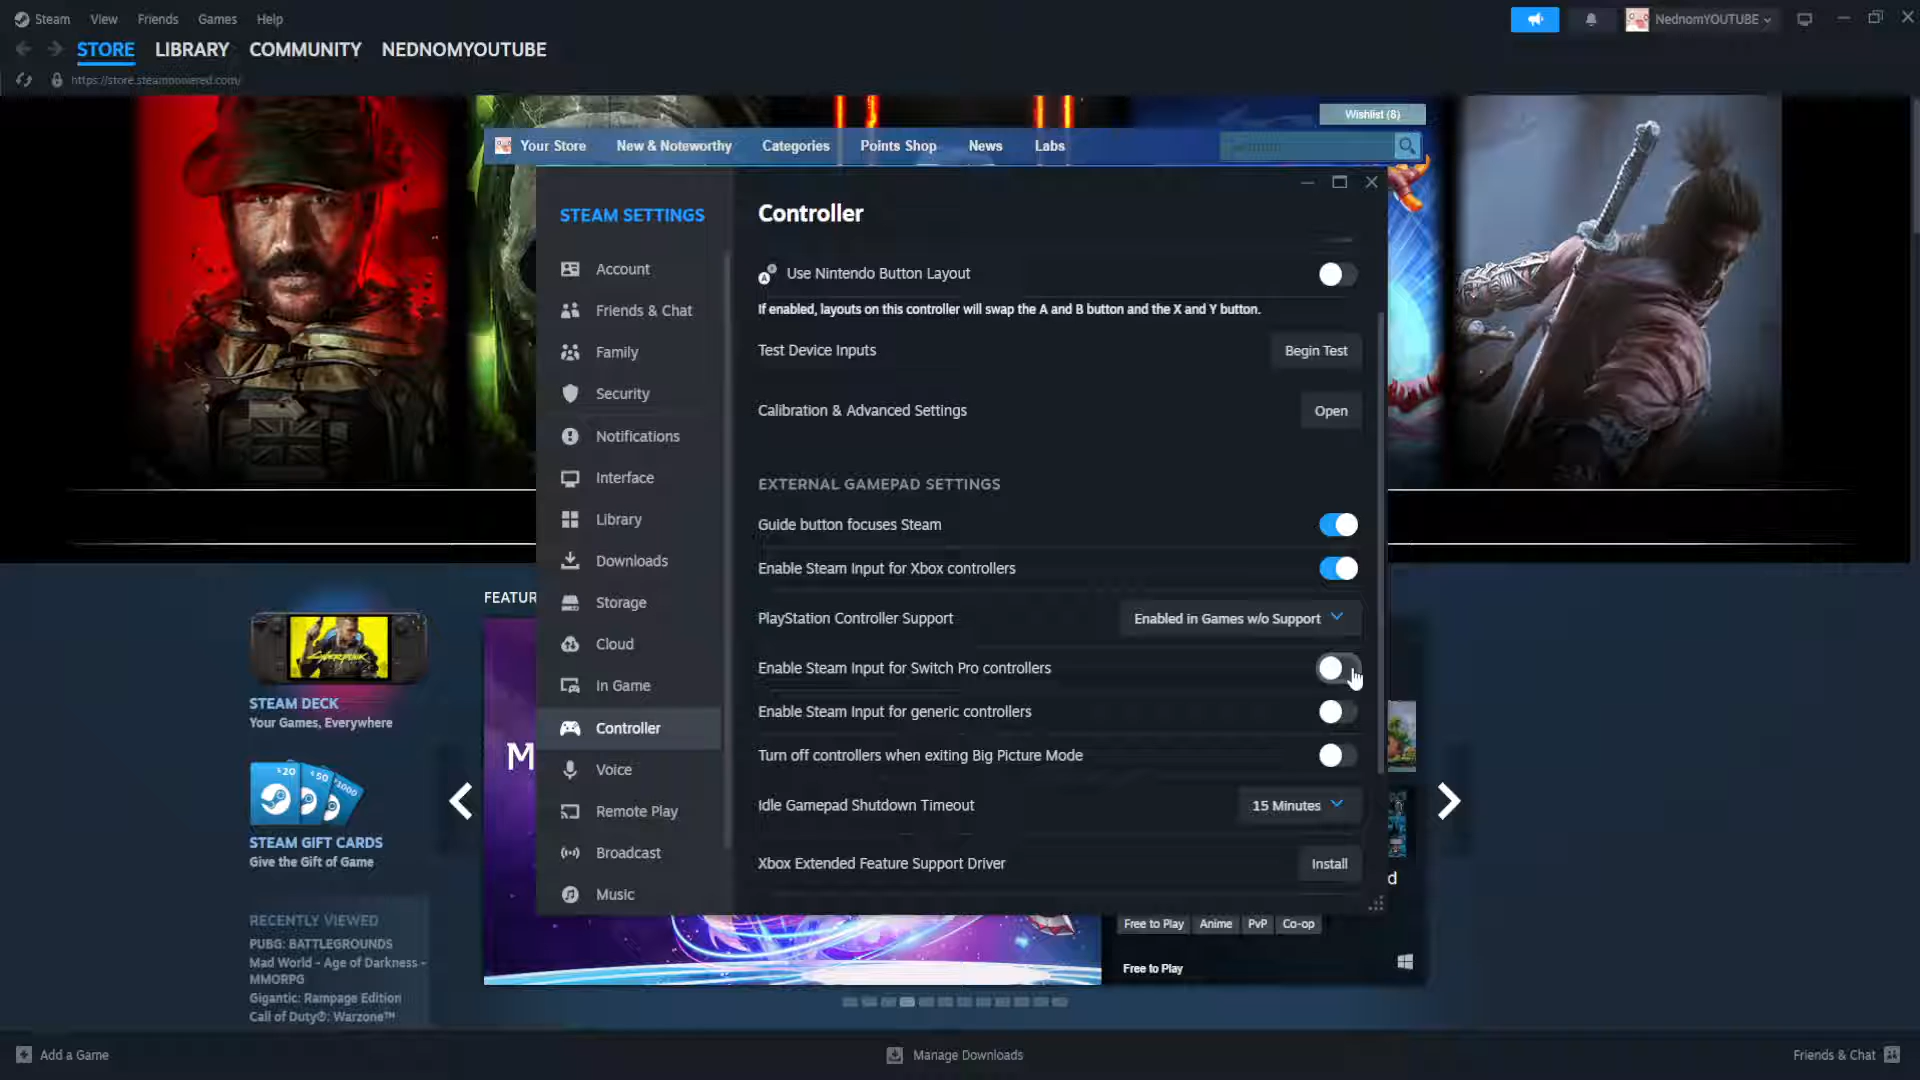 Steam View Friends Games Help
NednomYOUTUBE
STORE LIBRARY COMMUNITY NEDNOMYOUTUBE
https://store.steampowered.com/
Wishlist (8)
Your Store New & Noteworthy Categories Points Shop News Labs
STEAM SETTINGS
Account
Friends & Chat
Family
Security
Notifications
Interface
Library
Downloads
Storage
Cloud
In Game
Controller
Voice
Remote Play
Broadcast
Music
Controller
Use Nintendo Button Layout
If enabled, layouts on this controller will swap the A and B button and the X and Y button.
Test Device Inputs Begin Test
Calibration & Advanced Settings Open
EXTERNAL GAMEPAD SETTINGS
Guide button focuses Steam
Enable Steam Input for Xbox controllers
PlayStation Controller Support Enabled in Games w/o Support
Enable Steam Input for Switch Pro controllers
Enable Steam Input for generic controllers
Turn off controllers when exiting Big Picture Mode
Idle Gamepad Shutdown Timeout 15 Minutes
Xbox Extended Feature Support Driver Install
FEATUR
M
d
CYBERPUNK
STEAM DECK
Your Games, Everywhere
$20 $50 $1000
STEAM GIFT CARDS
Give the Gift of Game
RECENTLY VIEWED
PUBG: BATTLEGROUNDS
Mad World - Age of Darkness -
MMORPG
Gigantic: Rampage Edition
Call of Duty®: Warzone™
Free to Play Anime PvP Co-op
Free to Play
Add a Game
Manage Downloads
Friends & Chat